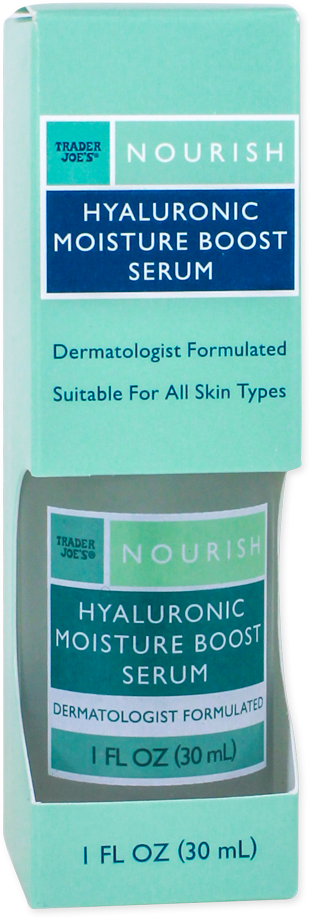 TRADER
JOE'S®
NOURISH
HYALURONIC
MOISTURE BOOST
SERUM
Dermatologist Formulated
Suitable For All Skin Types
TRADER
JOE'S®
NOURISH
HYALURONIC
MOISTURE BOOST
SERUM
DERMATOLOGIST FORMULATED
1 FL OZ (30 mL)
1 FL OZ (30 mL)